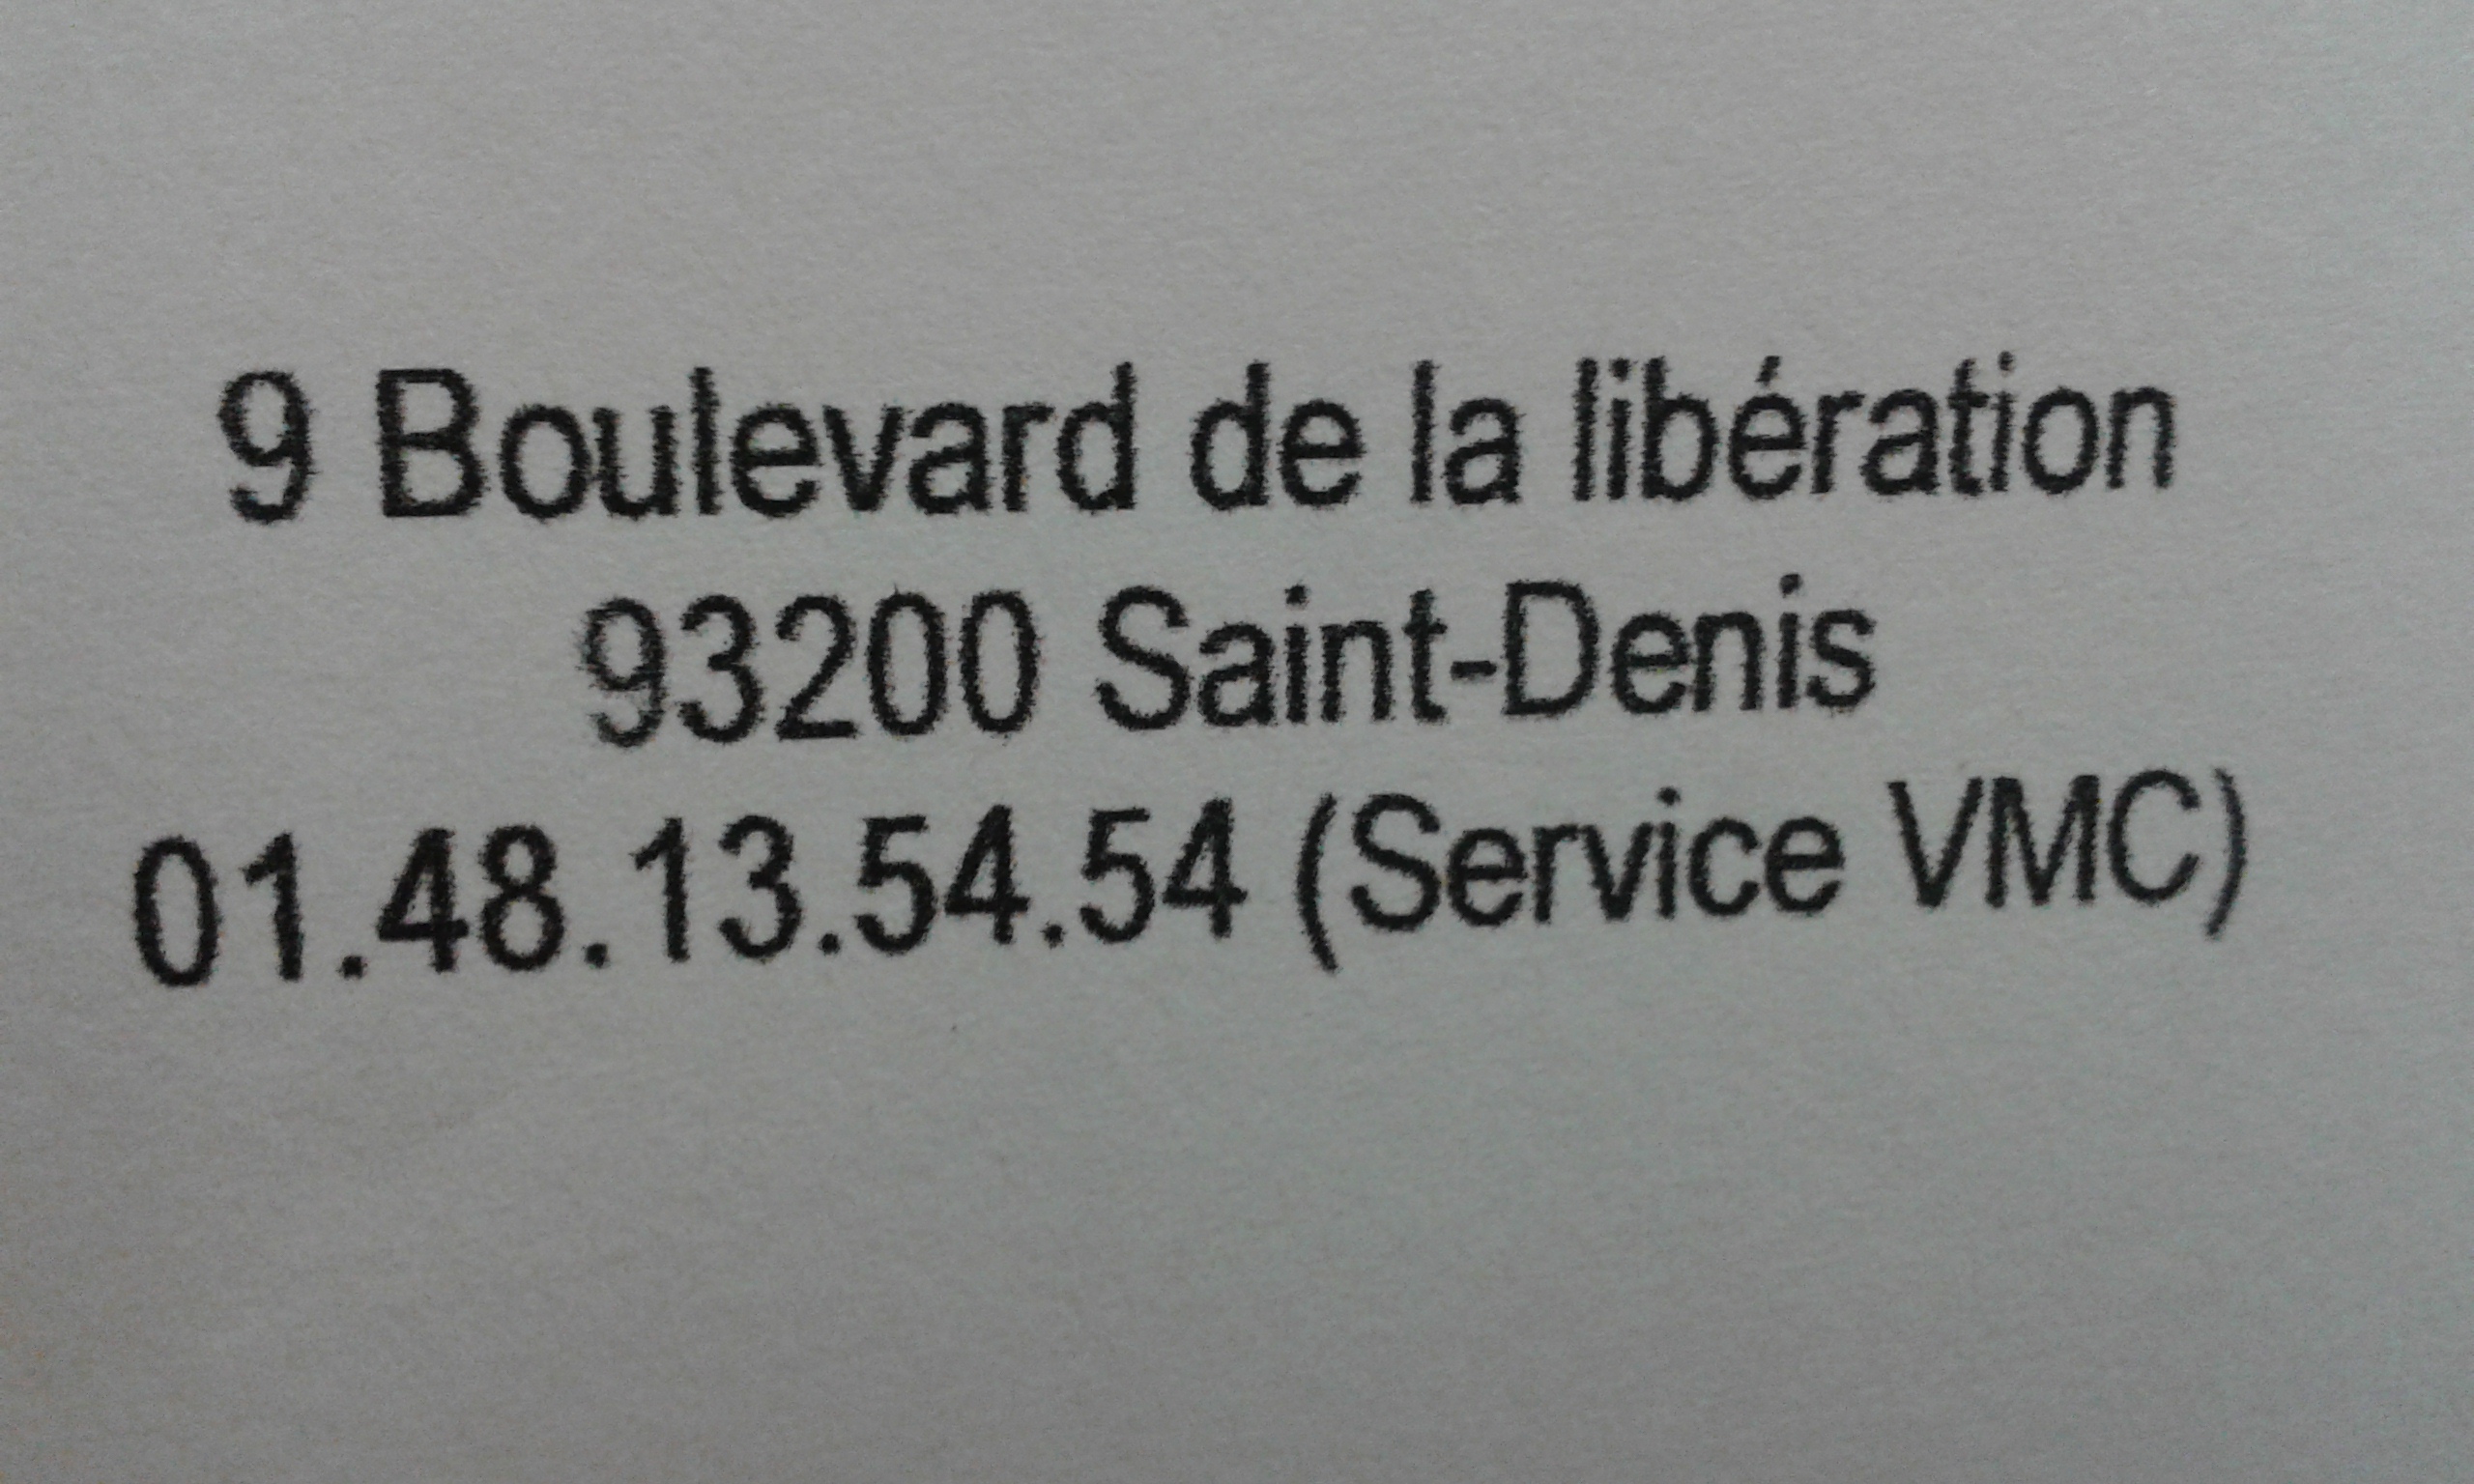 9 Boulevard de la libération
93200 Saint-Denis
01.48.13.54.54 (Service VMC)